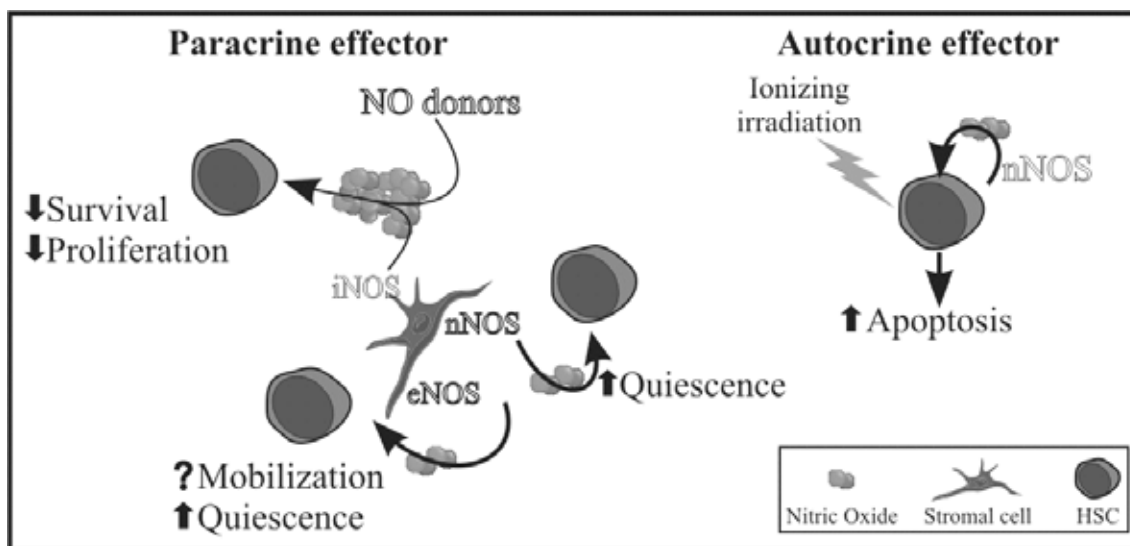 Paracrine effector
NO donors
⬇Survival
⬇Proliferation
iNOS
nNOS
eNOS
⬆Quiescence
?Mobilization
⬆Quiescence
Autocrine effector
Ionizing
irradiation
nNOS
⬆Apoptosis
Nitric Oxide
Stromal cell
HSC